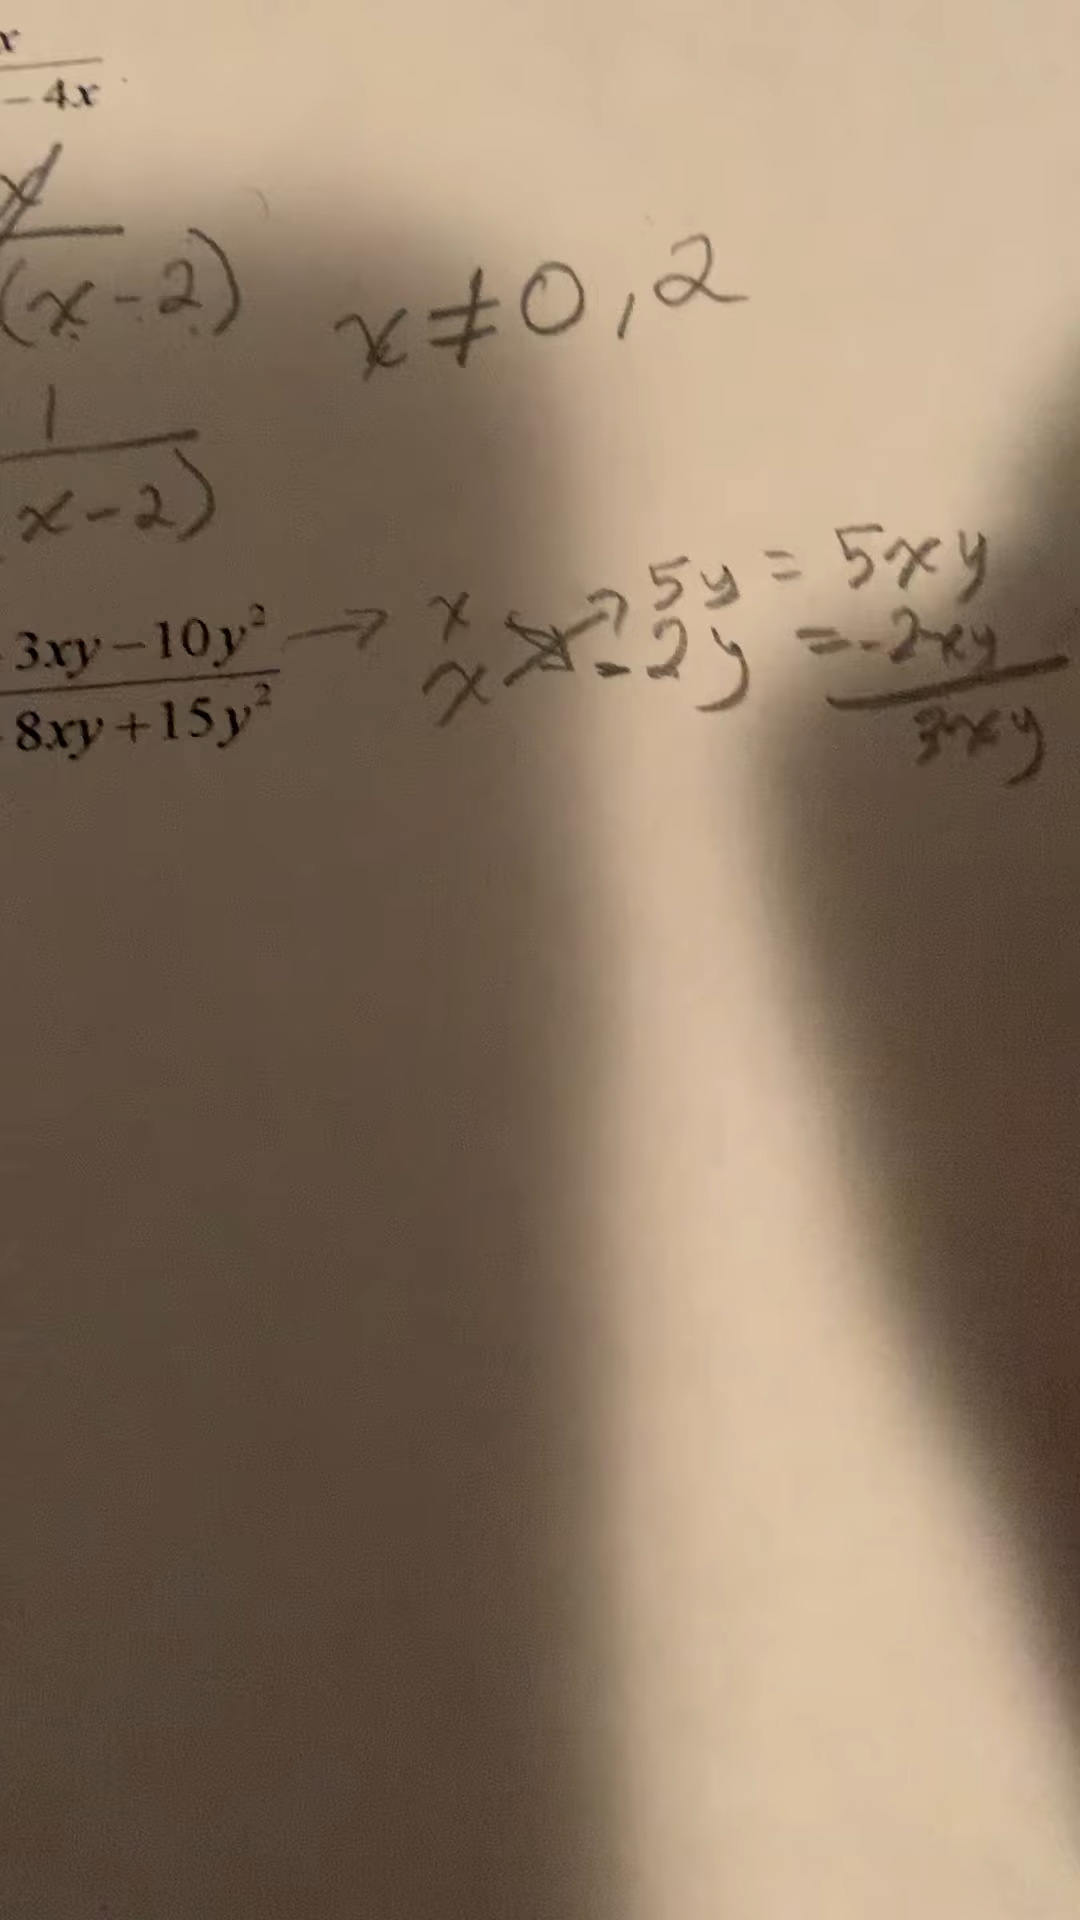 x
- 4x
x
(x-2)
x≠0,2
1
x-2)
3xy-10y²
8xy+15y²
→ x 5y = 5xy
x -2y =-2xy
3xy